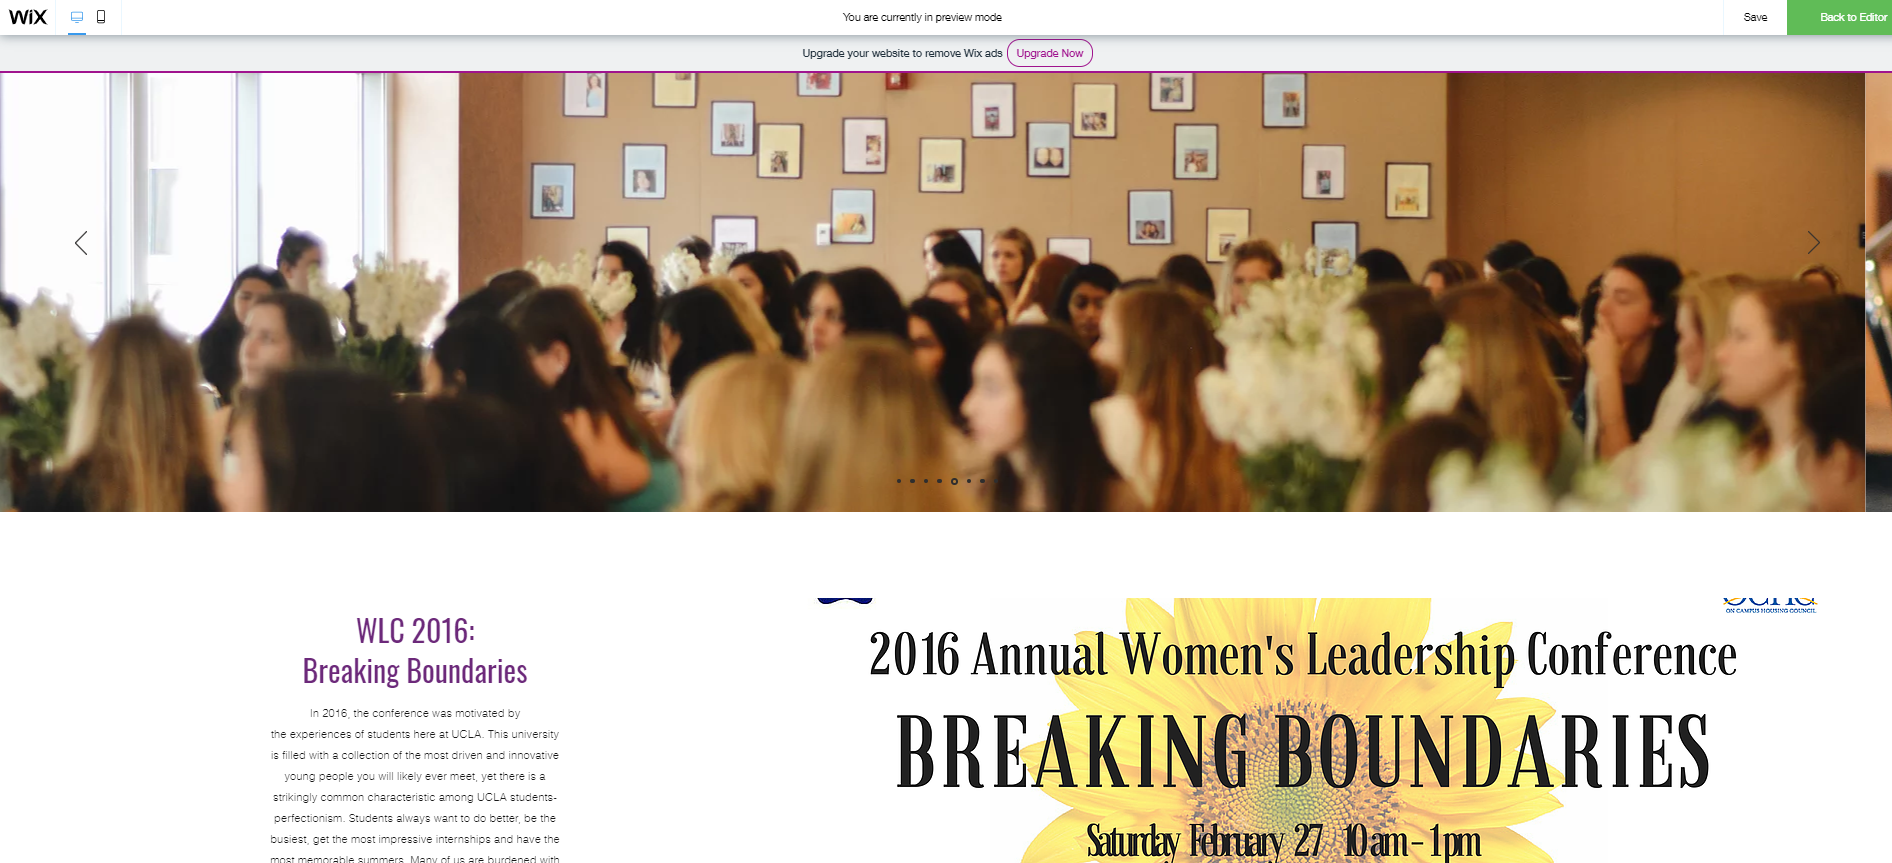 WiX
You are currently in preview mode
Save
Back to Editor
Upgrade your website to remove Wix ads
Upgrade Now
WLC 2016:
Breaking Boundaries
In 2016, the conference was motivated by
the experiences of students here at UCLA. This university
is filled with a collection of the most driven and innovative
young people you will likely ever meet, yet there is a
strikingly common characteristic among UCLA students-
perfectionism. Students always want to do better, be the
busiest, get the most impressive internships and have the
most memorable summers. Many of us are burdened with
ON CAMPUS HOUSING COUNCIL
2016 Annual Women's Leadership Conference
BREAKING BOUNDARIES
Saturday February 27 10am-1pm